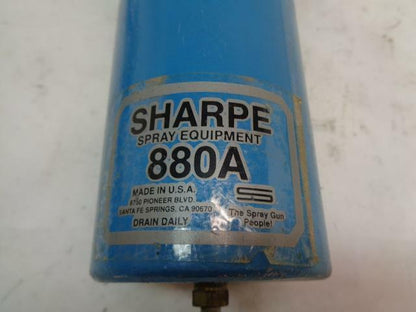 SHARPE
SPRAY EQUIPMENT
880A
MADE IN U.S.A.
8750 PIONEER BLVD.
SANTA FE SPRINGS, CA 90670
DRAIN DAILY
The Spray Gun
People!